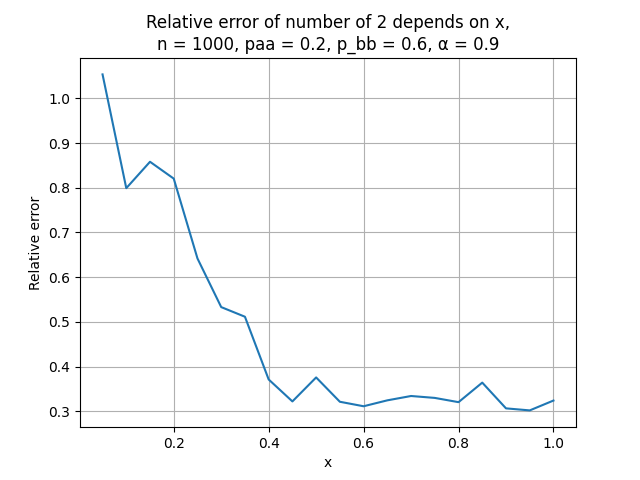 Relative error of number of 2 depends on x,
n = 1000, paa = 0.2, p_bb = 0.6, α = 0.9
1.0
0.9
0.8
0.7
0.6
0.5
0.4
0.3
Relative error
0.2 0.4 0.6 0.8 1.0
x